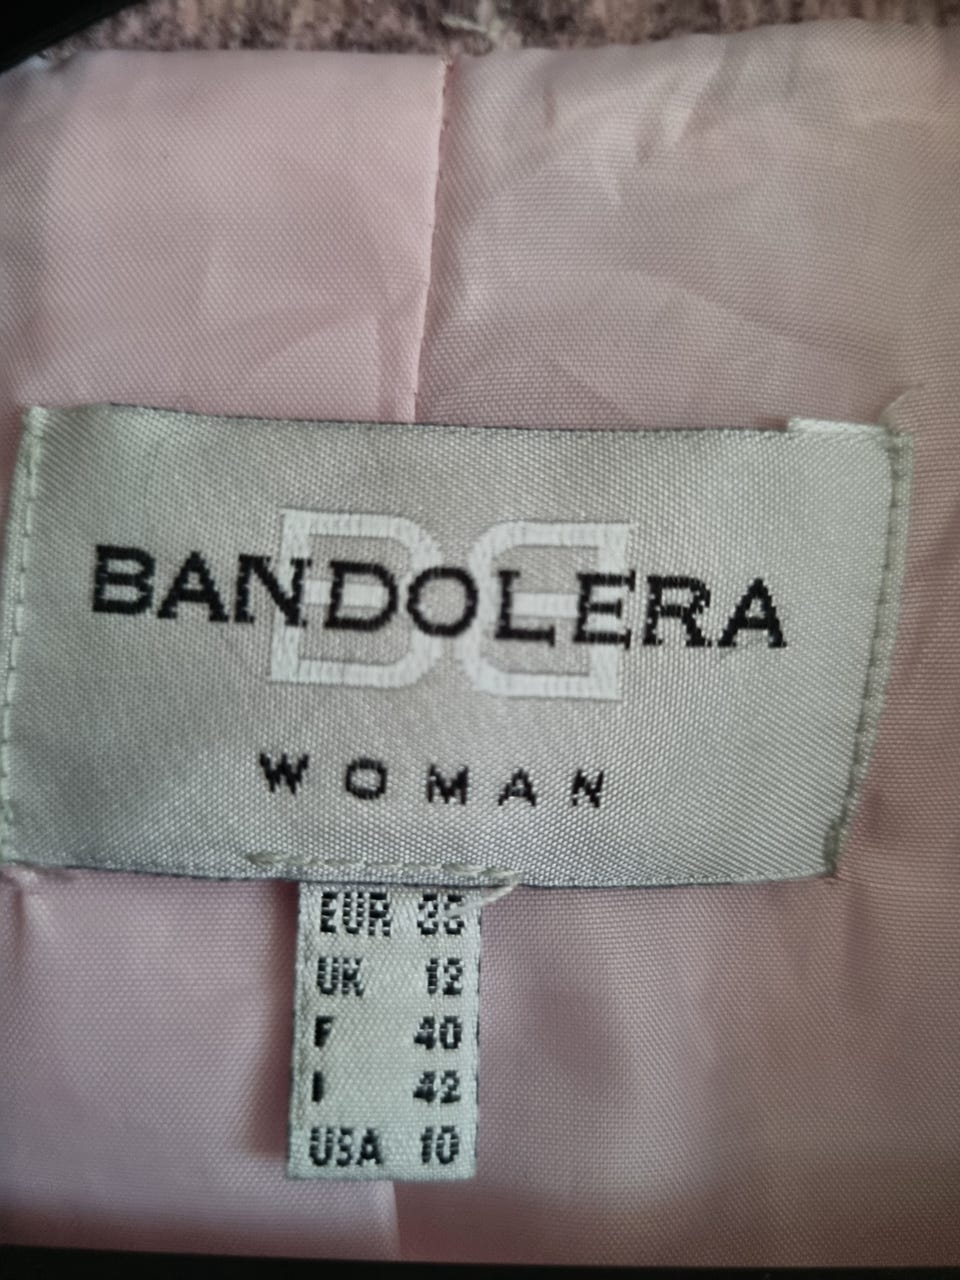 BANDOLERA
WOMAN
EUR
UK 12
F 40
I 42
USA 10